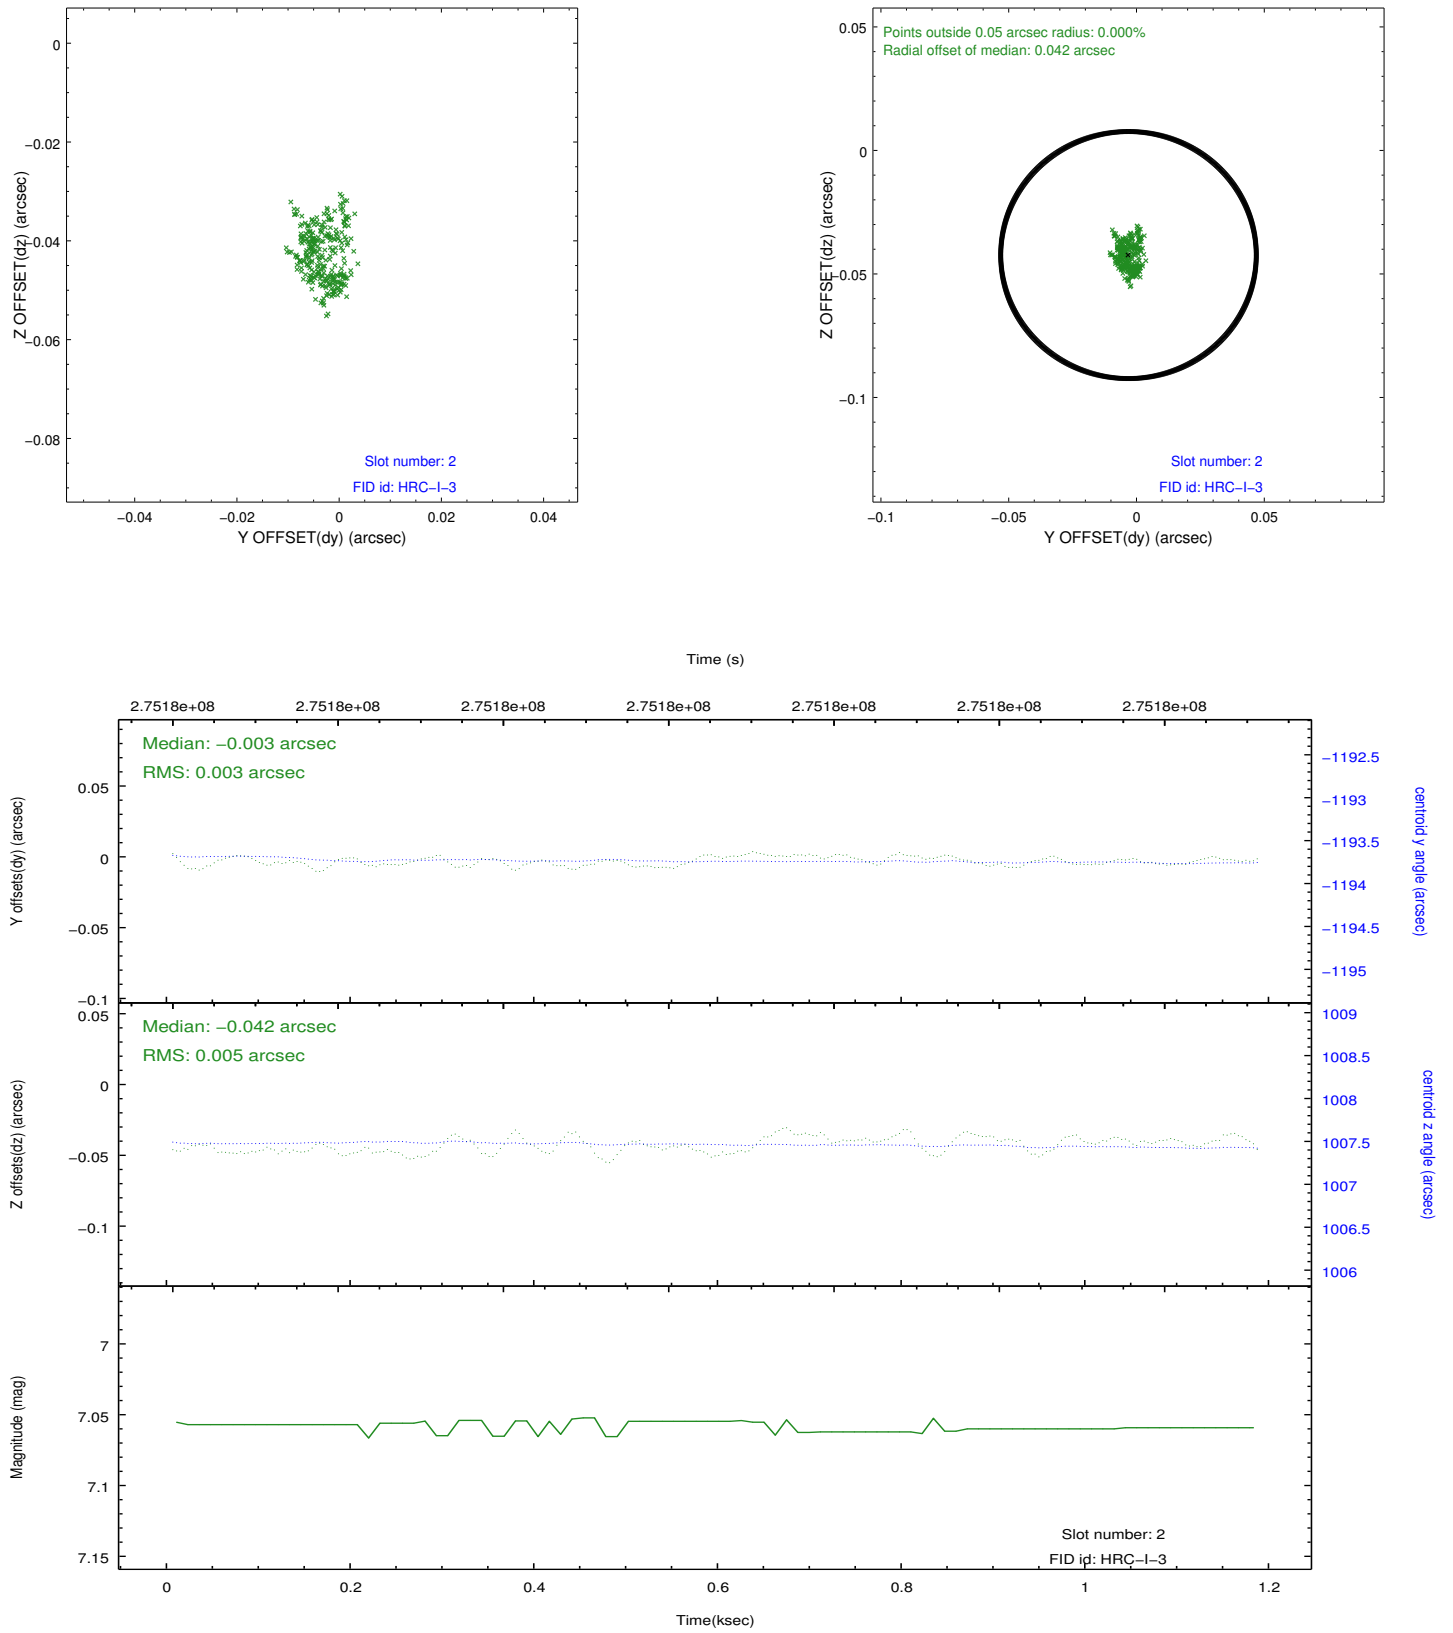 0
−0.02
−0.04
−0.06
−0.08
Z OFFSET(dz) (arcsec)
Slot number: 2
FID id: HRC−I−3
−0.04
−0.02
0
0.02
0.04
Y OFFSET(dy) (arcsec)
Points outside 0.05 arcsec radius: 0.000%
Radial offset of median: 0.042 arcsec
0.05
0
−0.05
−0.1
Z OFFSET(dz) (arcsec)
Slot number: 2
FID id: HRC−I−3
−0.1
−0.05
0
0.05
Y OFFSET(dy) (arcsec)
Time (s)
2.7518e+08
2.7518e+08
2.7518e+08
2.7518e+08
2.7518e+08
2.7518e+08
2.7518e+08
Median: −0.003 arcsec
RMS: 0.003 arcsec
0.05
0
−0.05
−0.1
Y offsets(dy) (arcsec)
−1192.5
−1193
−1193.5
−1194
−1194.5
−1195
centroid y angle (arcsec)
Median: −0.042 arcsec
RMS: 0.005 arcsec
0.05
0
−0.05
−0.1
Z offsets(dz) (arcsec)
1009
1008.5
1008
1007.5
1007
1006.5
1006
centroid z angle (arcsec)
7
7.05
7.1
7.15
Magnitude (mag)
Slot number: 2
FID id: HRC−I−3
0
0.2
0.4
0.6
0.8
1
1.2
Time(ksec)